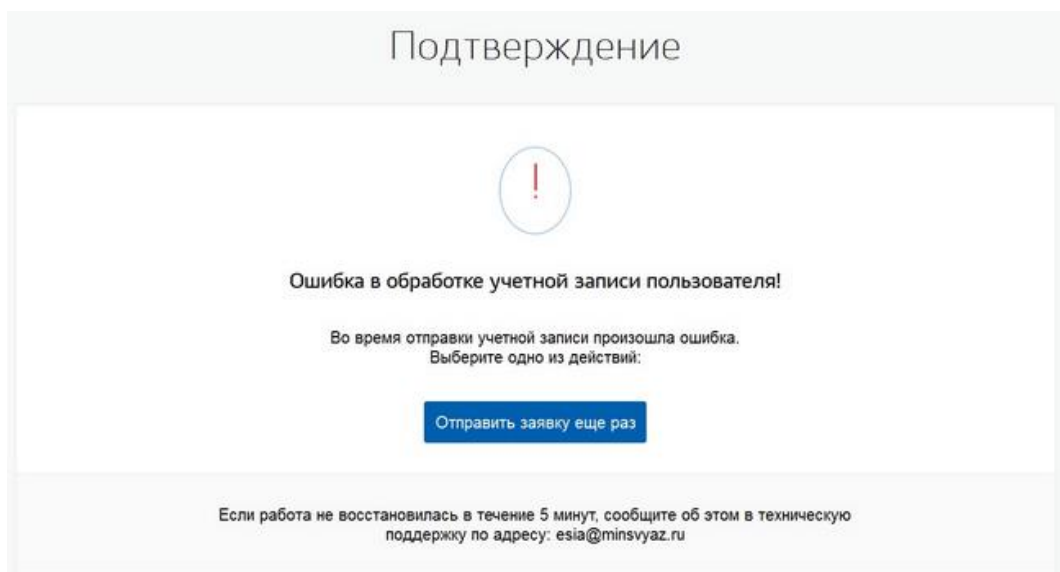 Подтверждение
!
Ошибка в обработке учетной записи пользователя!
Во время отправки учетной записи произошла ошибка.
Выберите одно из действий:
Отправить заявку еще раз
Если работа не восстановилась в течение 5 минут, сообщите об этом в техническую
поддержку по адресу: esia@minsvyaz.ru